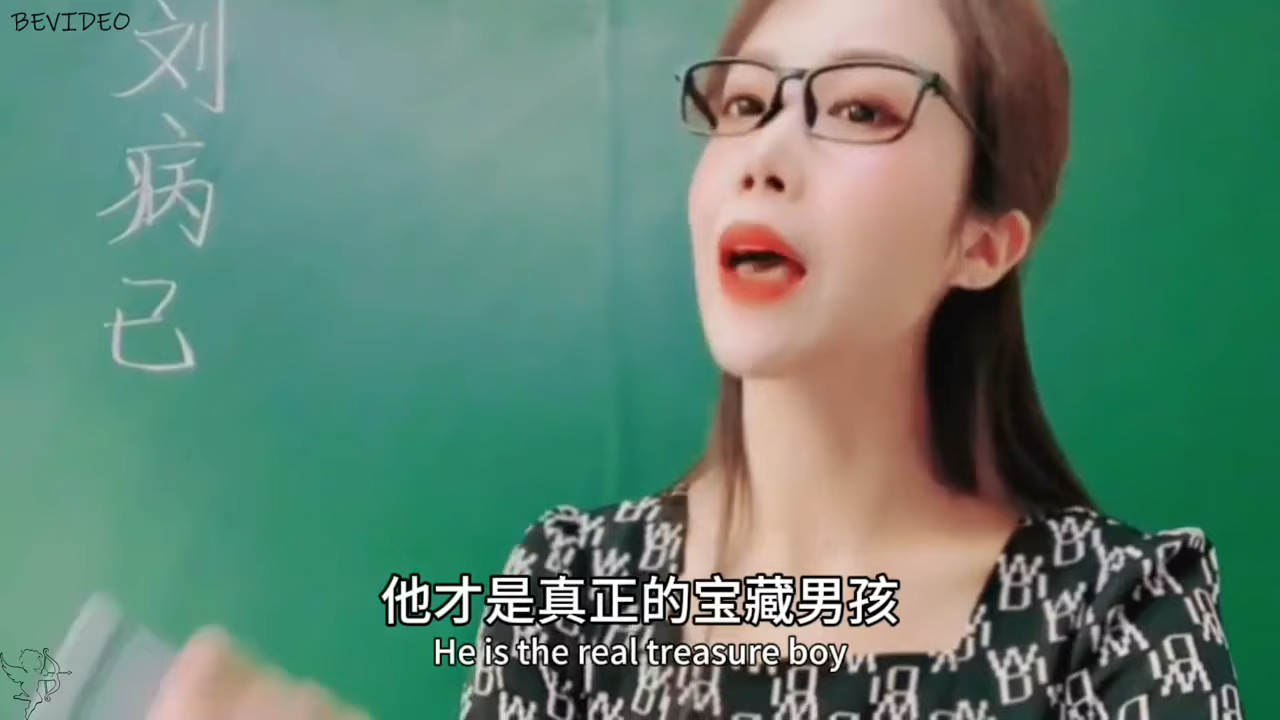 BEVIDEO
刘
病
已
他才是真正的宝藏男孩
He is the real treasure boy